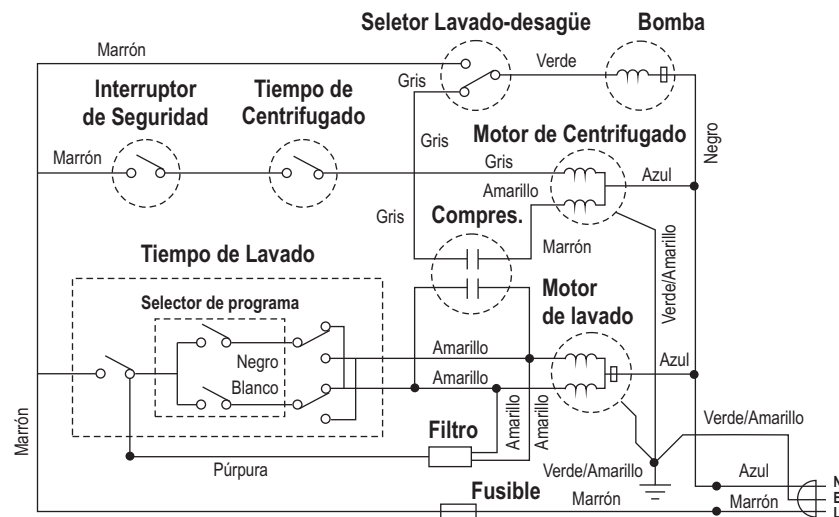 Seletor Lavado-desagüe
Bomba
Marrón
Verde
Interruptor
de Seguridad
Tiempo de
Centrifugado
Gris
Motor de Centrifugado
Negro
Marrón
Gris
Gris
Azul
Amarillo
Compres.
Gris
Marrón
Verde/Amarillo
Tiempo de Lavado
Motor
de lavado
Selector de programa
Negro
Amarillo
Azul
Blanco
Amarillo
Marrón
Filtro
Amarillo
Amarillo
Verde/Amarillo
Púrpura
Verde/Amarillo
Azul
N
Fusible
Marrón
Marrón
E
L